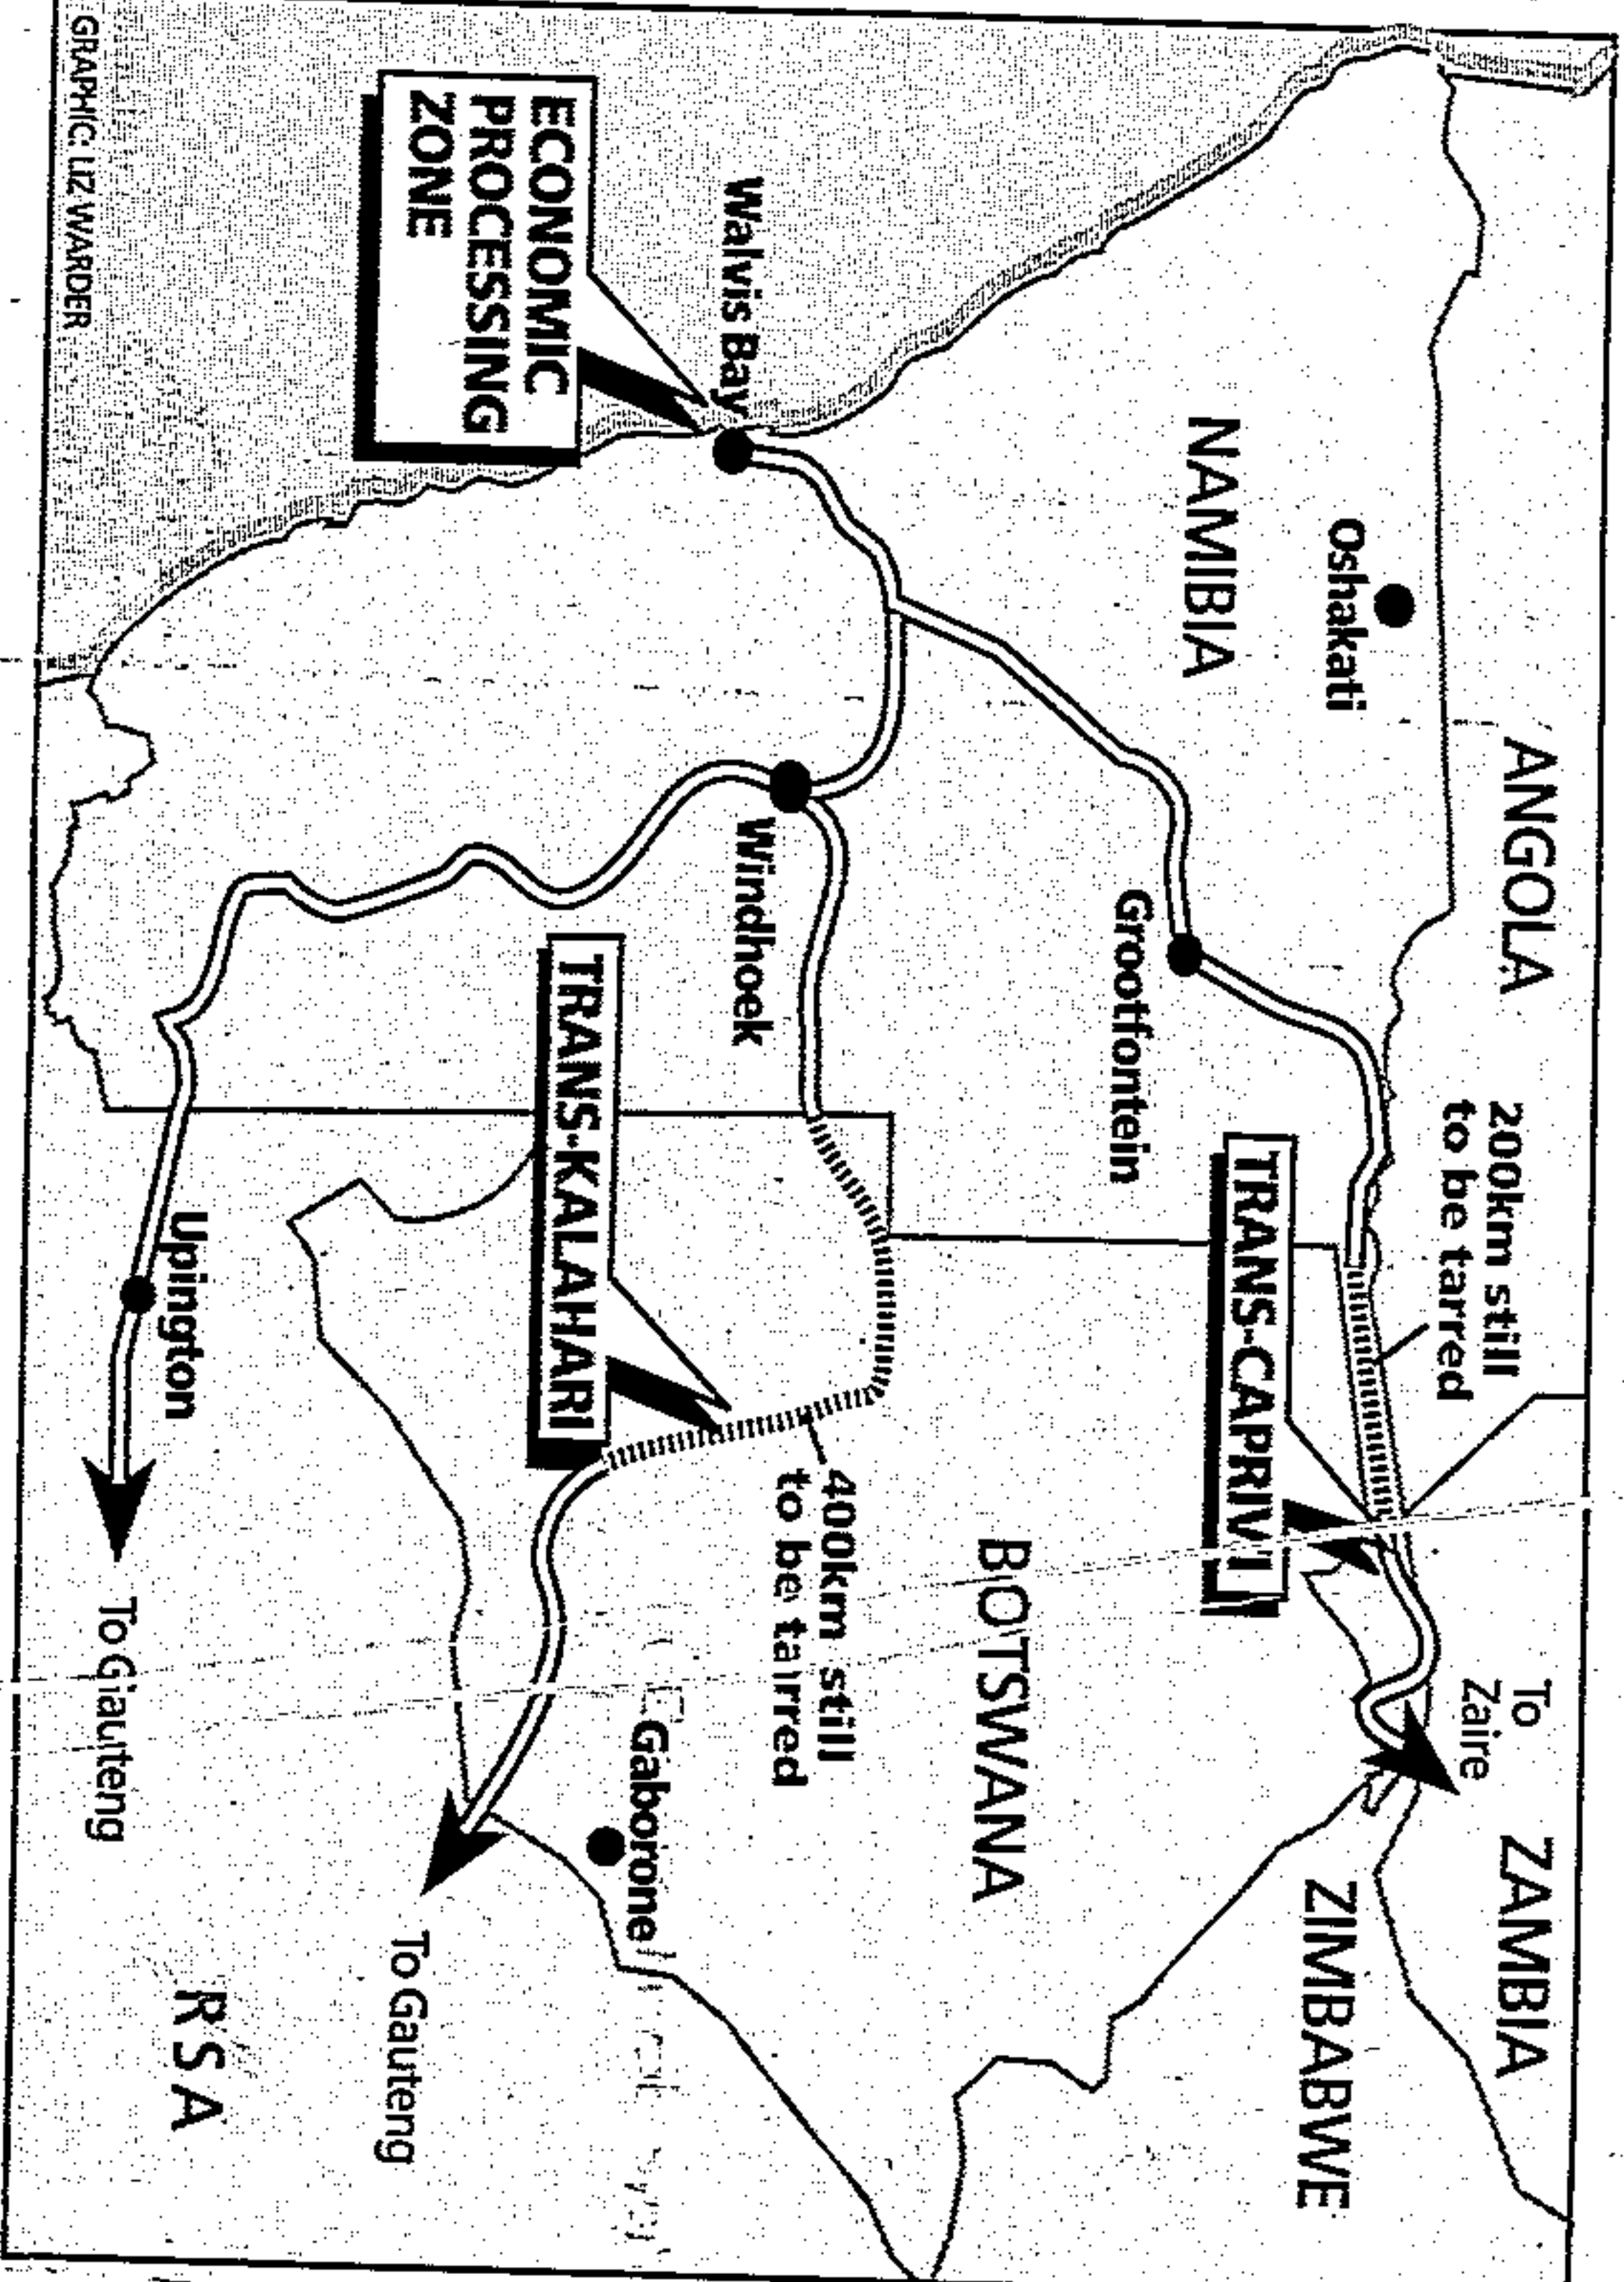 ANGOLA
ZAMBIA
To
Zaire
200km still
to be tarred
Oshakati
NAMIBIA
ZIMBABWE
TRANS-CAPRIVI
Grootfontein
BOTSWANA
Walvis Bay
Windhoek
400km still
to be tarred
ECONOMIC
PROCESSING
ZONE
TRANS-KALAHARI
Gaborone
To Gauteng
Upington
RSA
To Gauteng
GRAPHIC: LIZ WARDER